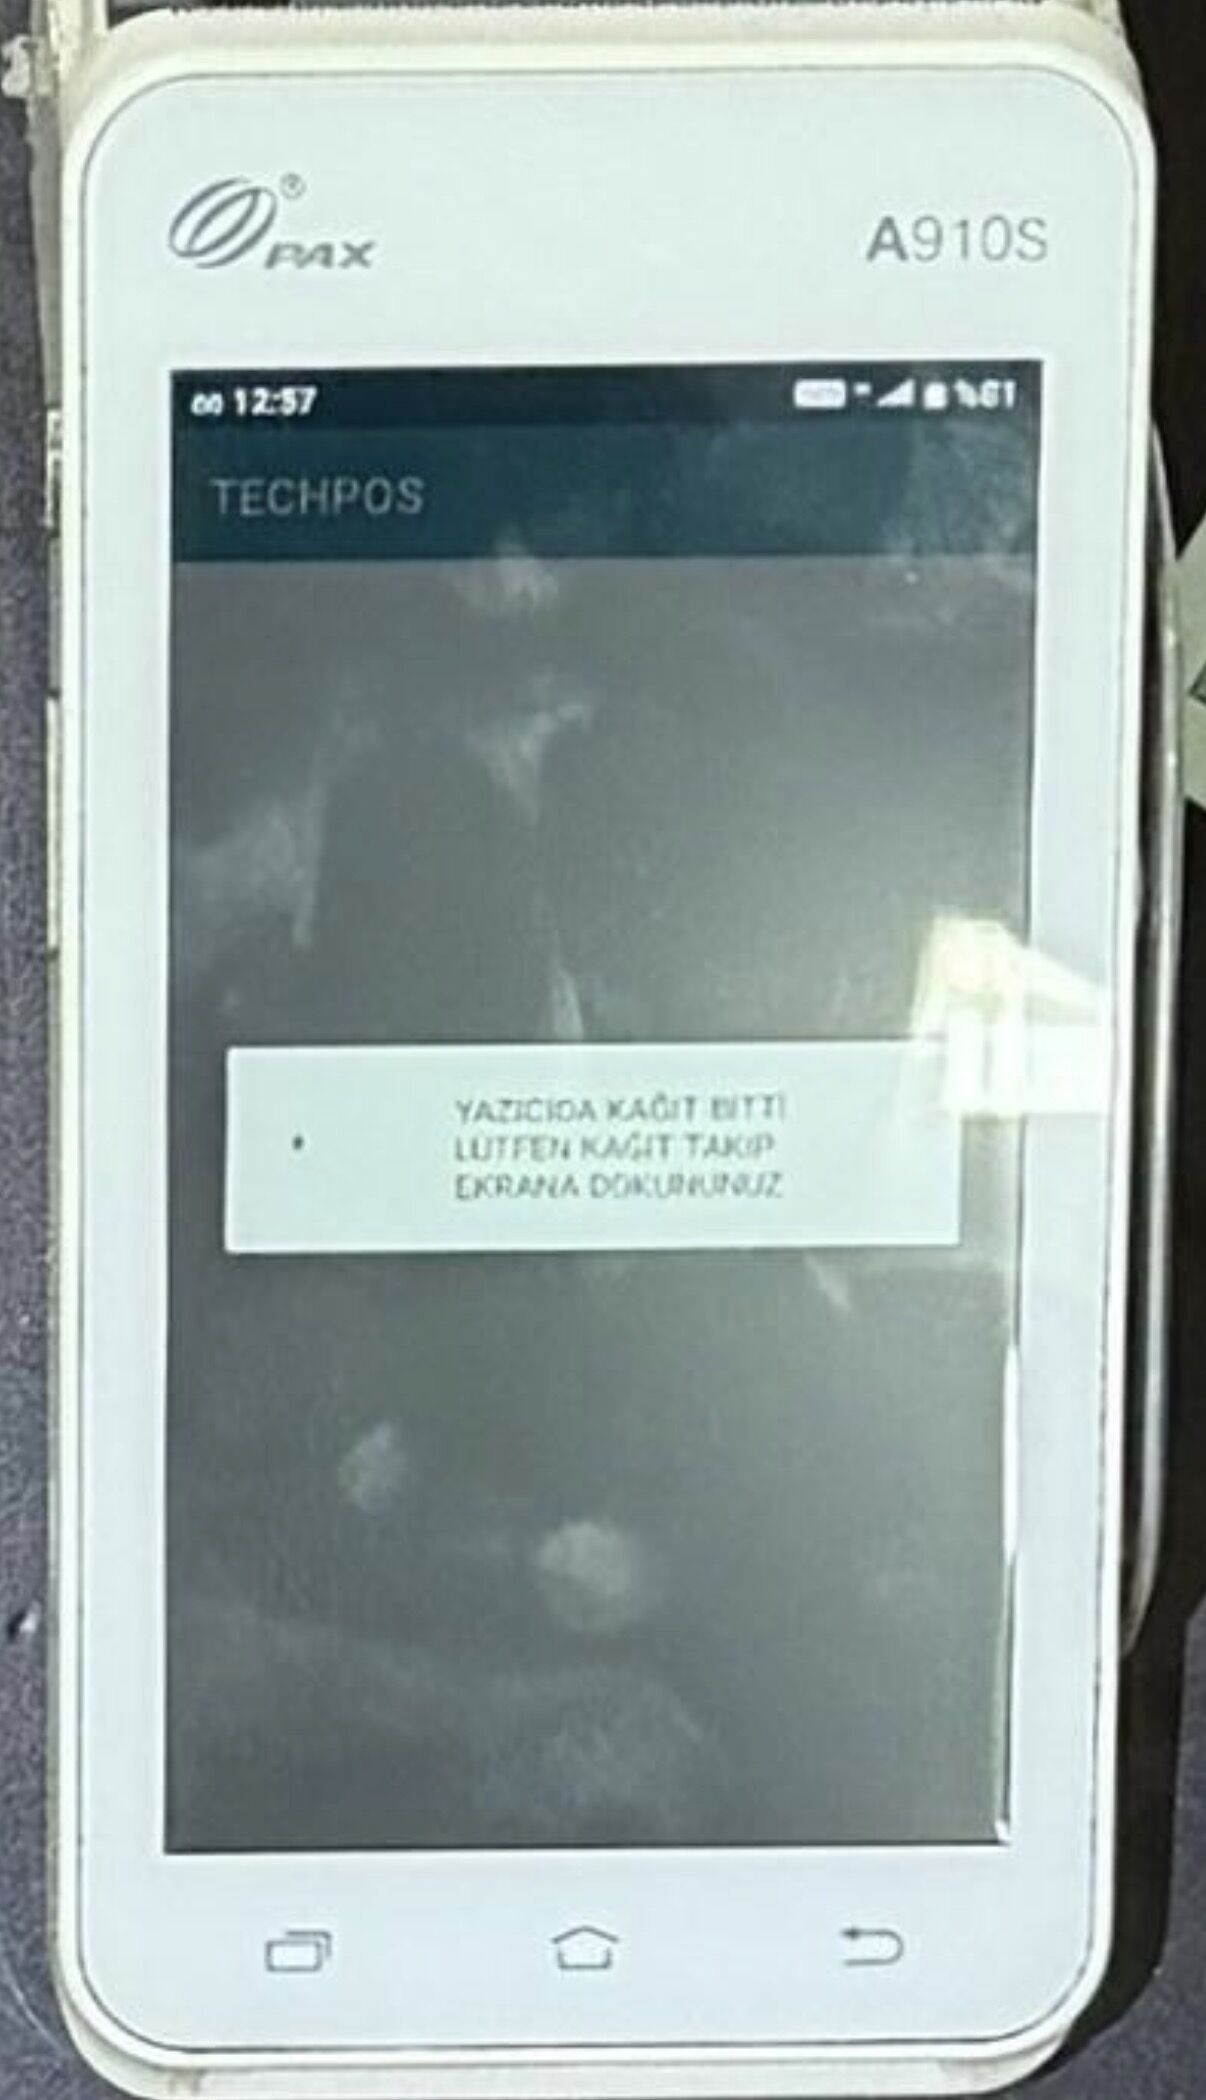 PAX
A910S
12:57
%61
TECHPOS
YAZICIDA KAĞIT BITTI
LÜTFEN KAĞIT TAKIP
EKRANA DOKUNUNUZ